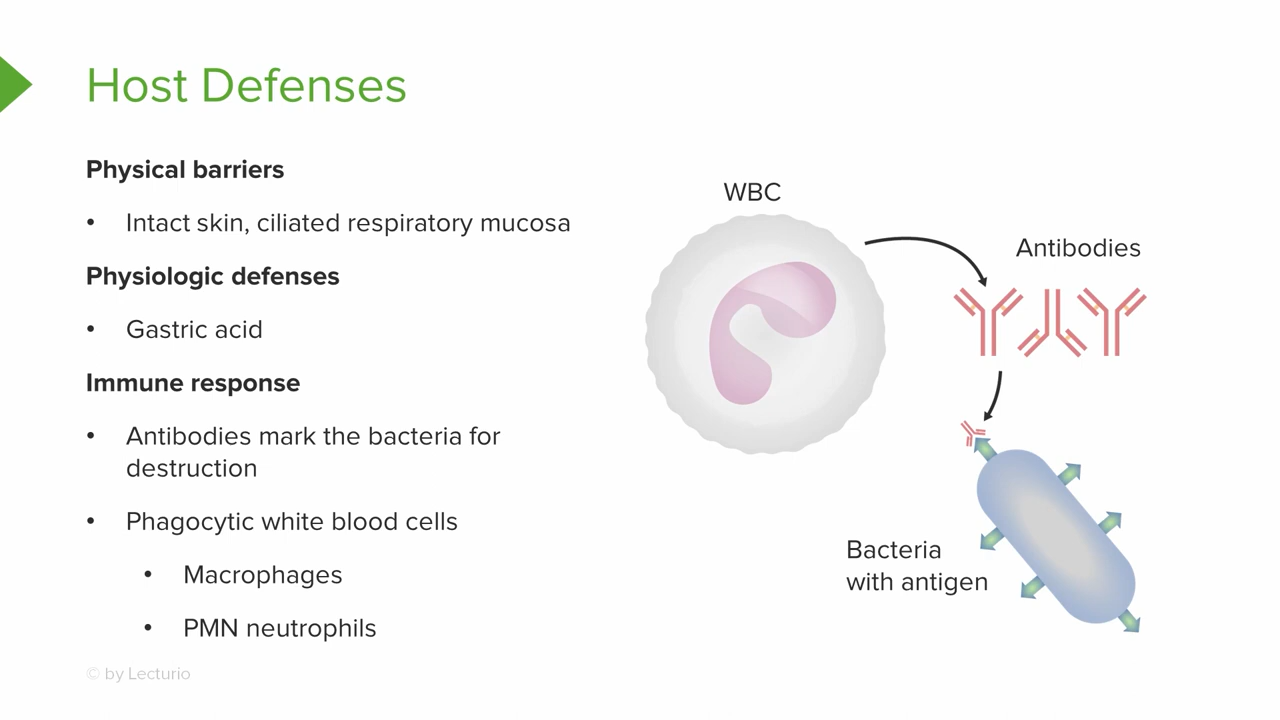 Host Defenses
Physical barriers
• Intact skin, ciliated respiratory mucosa
Physiologic defenses
• Gastric acid
Immune response
• Antibodies mark the bacteria for
destruction
• Phagocytic white blood cells
• Macrophages
• PMN neutrophils
WBC
Antibodies
Bacteria
with antigen
© by Lecturio